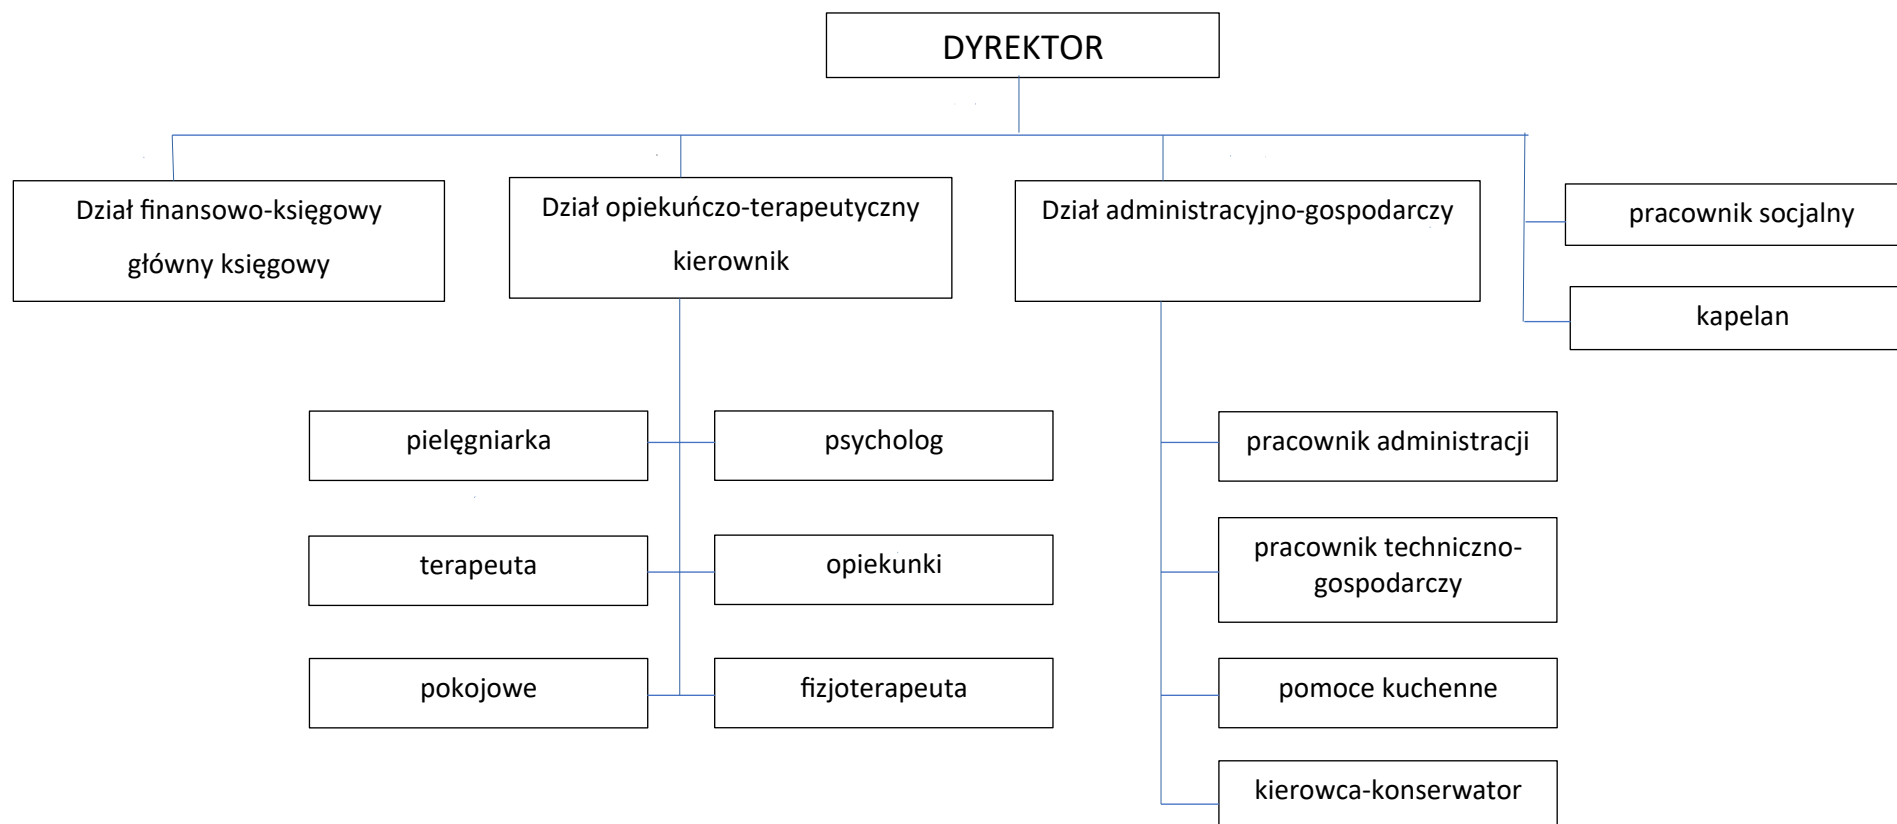 DYREKTOR
Dział finansowo-księgowy
główny księgowy
Dział opiekuńczo-terapeutyczny
kierownik
Dział administracyjno-gospodarczy
pracownik socjalny
kapelan
pielęgniarka
psycholog
pracownik administracji
terapeuta
opiekunki
pracownik techniczno-
gospodarczy
pokojowe
fizjoterapeuta
pomoce kuchenne
kierowca-konserwator